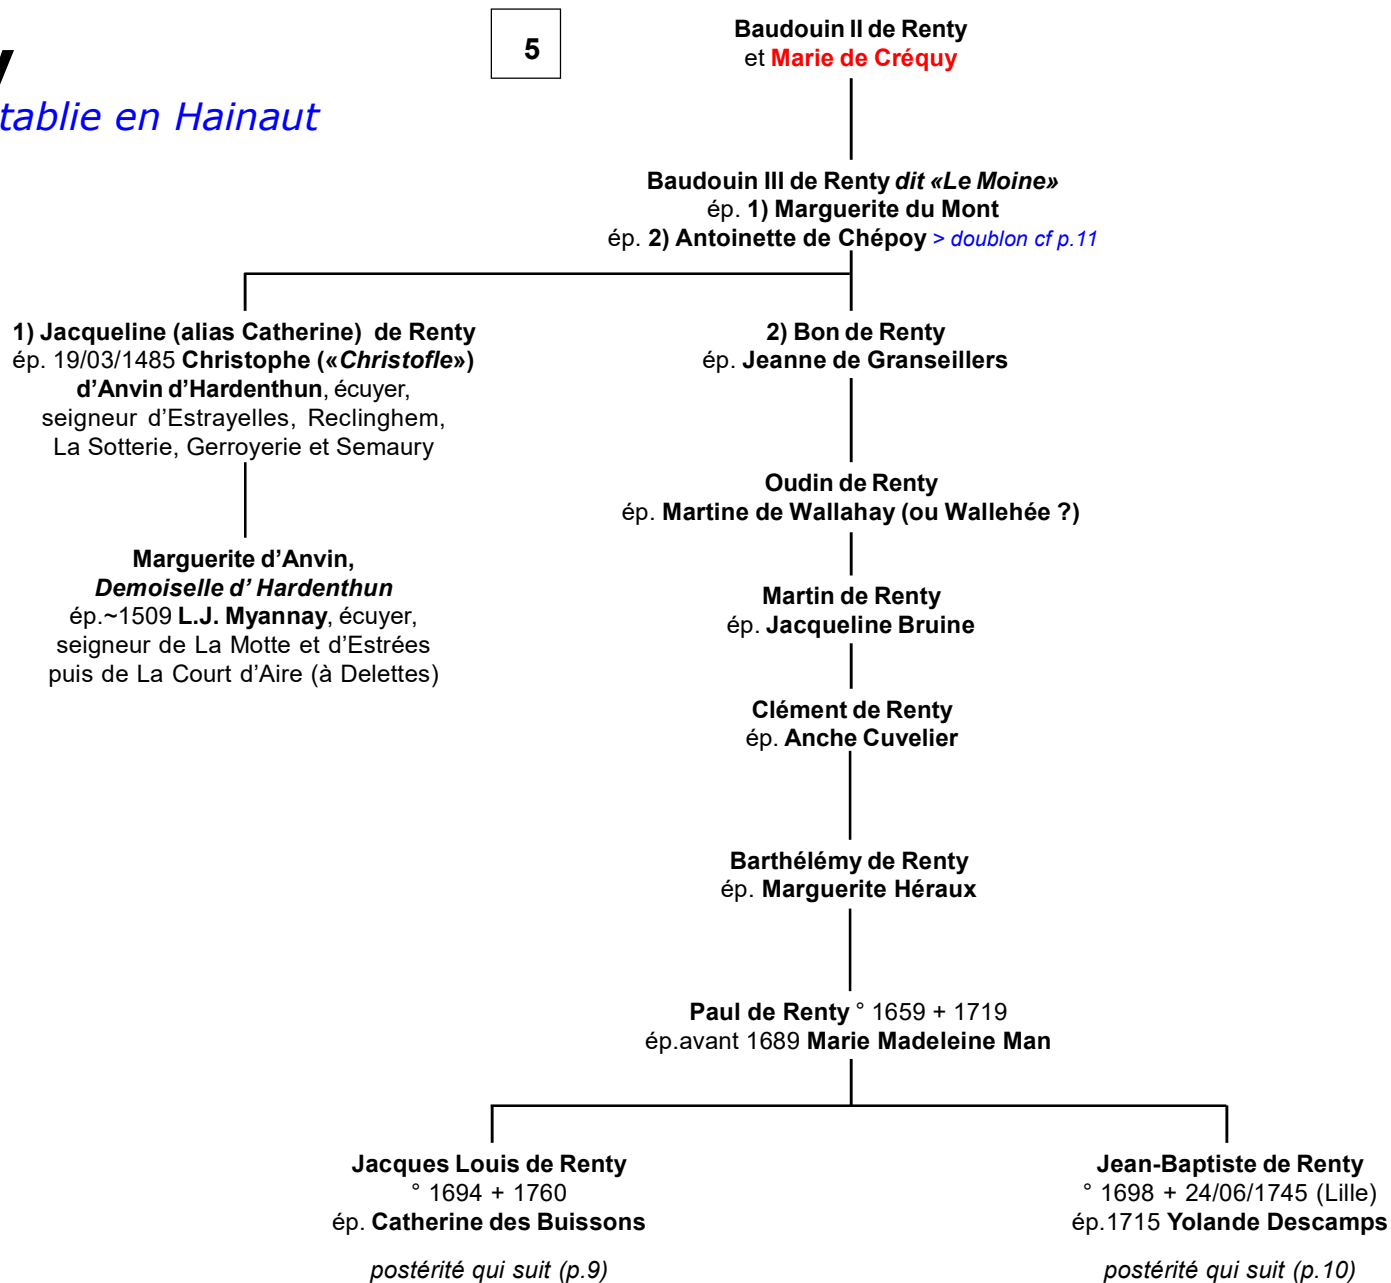 y
tablie en Hainaut
5
Baudouin II de Renty
et Marie de Créquy
Baudouin III de Renty dit «Le Moine»
ép. 1) Marguerite du Mont
ép. 2) Antoinette de Chépoy > doublon cf p.11
1) Jacqueline (alias Catherine) de Renty
ép. 19/03/1485 Christophe («Christofle»)
d’Anvin d’Hardenthun, écuyer,
seigneur d’Estrayelles, Reclinghem,
La Sotterie, Gerroyerie et Semaury
Marguerite d’Anvin,
Demoiselle d’ Hardenthun
ép.~1509 L.J. Myannay, écuyer,
seigneur de La Motte et d’Estrées
puis de La Court d’Aire (à Delettes)
2) Bon de Renty
ép. Jeanne de Granseillers
Oudin de Renty
ép. Martine de Wallahay (ou Wallehée ?)
Martin de Renty
ép. Jacqueline Bruine
Clément de Renty
ép. Anche Cuvelier
Barthélémy de Renty
ép. Marguerite Héraux
Paul de Renty ° 1659 + 1719
ép.avant 1689 Marie Madeleine Man
Jacques Louis de Renty
° 1694 + 1760
ép. Catherine des Buissons
postérité qui suit (p.9)
Jean-Baptiste de Renty
° 1698 + 24/06/1745 (Lille)
ép.1715 Yolande Descamps
postérité qui suit (p.10)